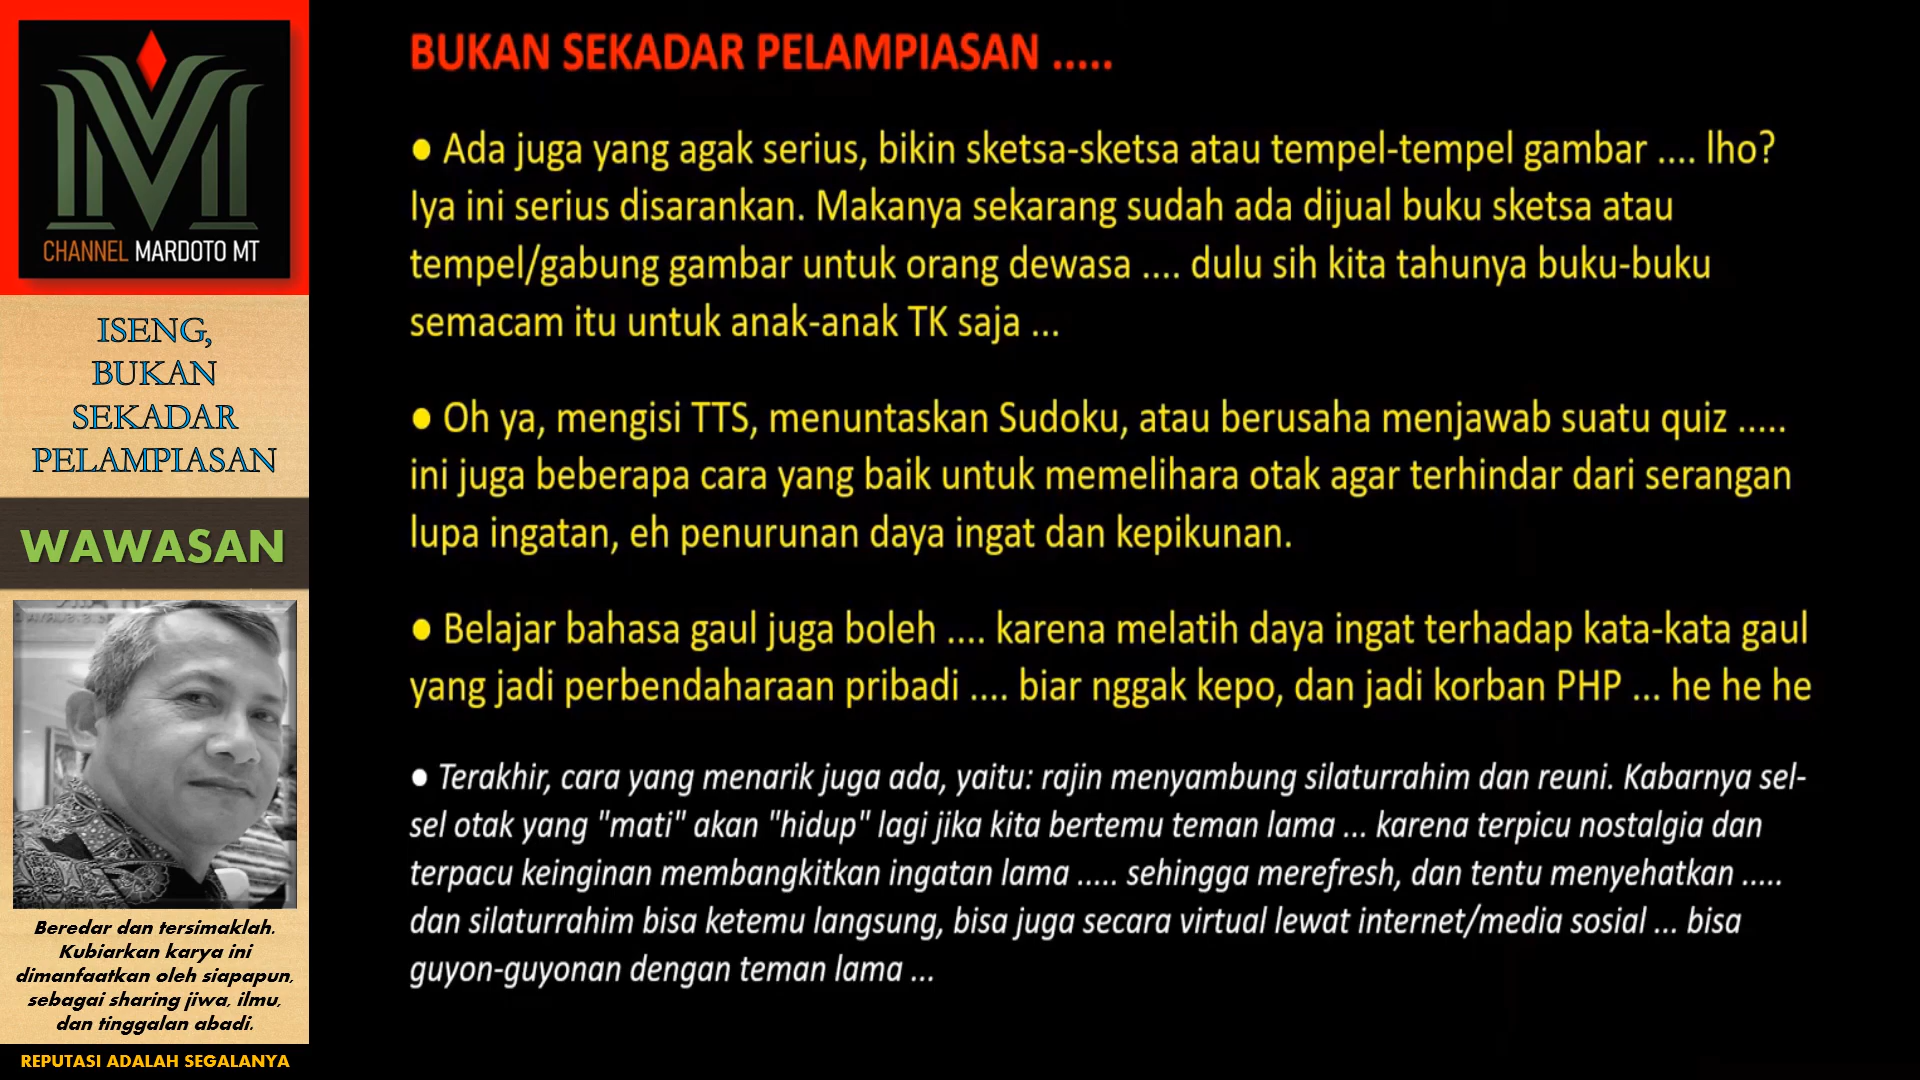 CHANNEL MARDOTO MT
ISENG,
BUKAN
SEKADAR
PELAMPIASAN
WAWASAN
Beredar dan tersimaklah.
Kubiarkan karya ini
dimanfaatkan oleh siapapun,
sebagai sharing jiwa, ilmu,
dan tinggalan abadi.
REPUTASI ADALAH SEGALANYA
BUKAN SEKADAR PELAMPIASAN .....
● Ada juga yang agak serius, bikin sketsa-sketsa atau tempel-tempel gambar .... lho?
Iya ini serius disarankan. Makanya sekarang sudah ada dijual buku sketsa atau
tempel/gabung gambar untuk orang dewasa .... dulu sih kita tahunya buku-buku
semacam itu untuk anak-anak TK saja ...
● Oh ya, mengisi TTS, menuntaskan Sudoku, atau berusaha menjawab suatu quiz .....
ini juga beberapa cara yang baik untuk memelihara otak agar terhindar dari serangan
lupa ingatan, eh penurunan daya ingat dan kepikunan.
● Belajar bahasa gaul juga boleh .... karena melatih daya ingat terhadap kata-kata gaul
yang jadi perbendaharaan pribadi .... biar nggak kepo, dan jadi korban PHP ... he he he
● Terakhir, cara yang menarik juga ada, yaitu: rajin menyambung silaturrahim dan reuni. Kabarnya sel-
sel otak yang "mati" akan "hidup" lagi jika kita bertemu teman lama ... karena terpicu nostalgia dan
terpacu keinginan membangkitkan ingatan lama ..... sehingga merefresh, dan tentu menyehatkan .....
dan silaturrahim bisa ketemu langsung, bisa juga secara virtual lewat internet/media sosial ... bisa
guyon-guyonan dengan teman lama ...